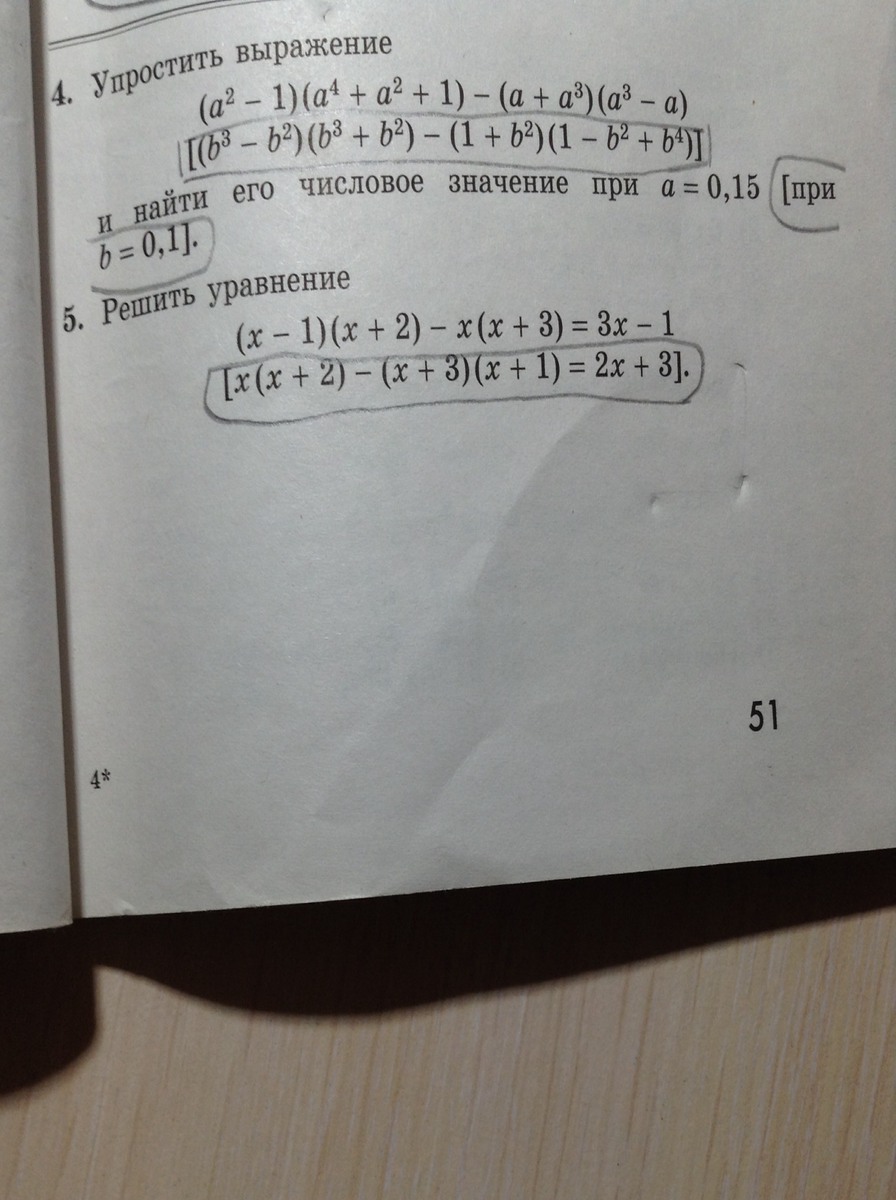 4. Упростить выражение
(a² − 1)(a⁴ + a² + 1) − (a + a³)(a³ − a)
[(b³ − b²)(b³ + b²) − (1 + b²)(1 − b² + b⁴)]
и найти его числовое значение при a = 0,15 [при
b = 0,1].
5. Решить уравнение
(x − 1)(x + 2) − x(x + 3) = 3x − 1
[x(x + 2) − (x + 3)(x + 1) = 2x + 3].
51
4*